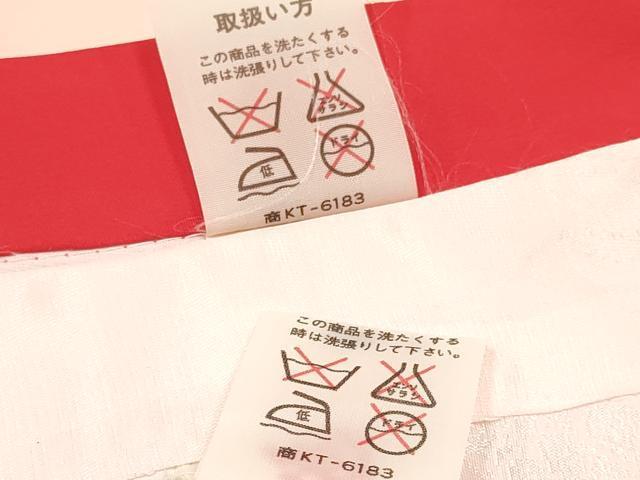 取扱い方
この商品を洗たくする
時は洗張りして下さい。
エンソ
サラシ
ドライ
低
商KT-6183
この商品を洗たくする
時は洗張りして下さい。
エンソ
サラシ
低
ドライ
商KT-6183